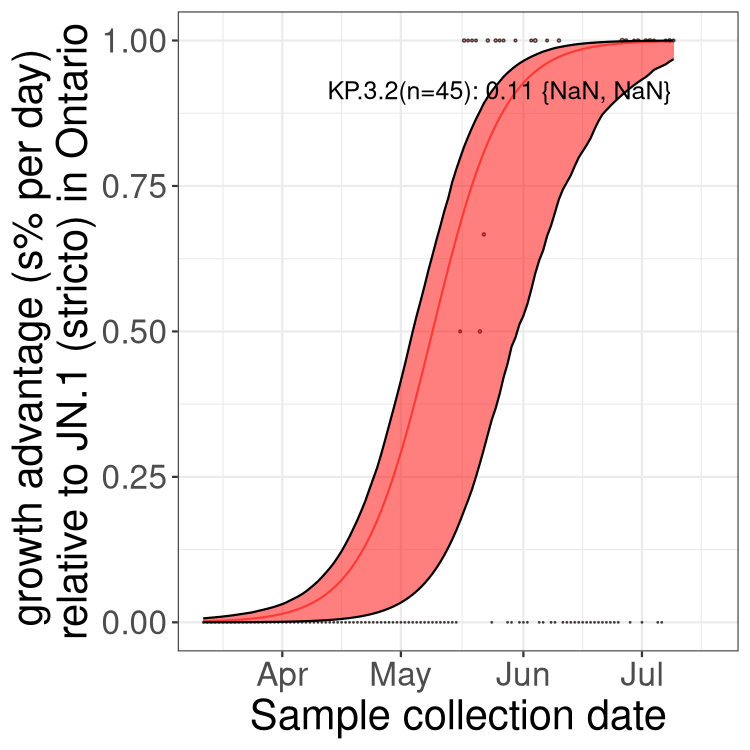 growth advantage (s% per day)
relative to JN.1 (stricto) in Ontario
1.00
0.75
0.50
0.25
0.00
KP.3.2(n=45): 0.11 {NaN, NaN}
Apr May Jun Jul
Sample collection date